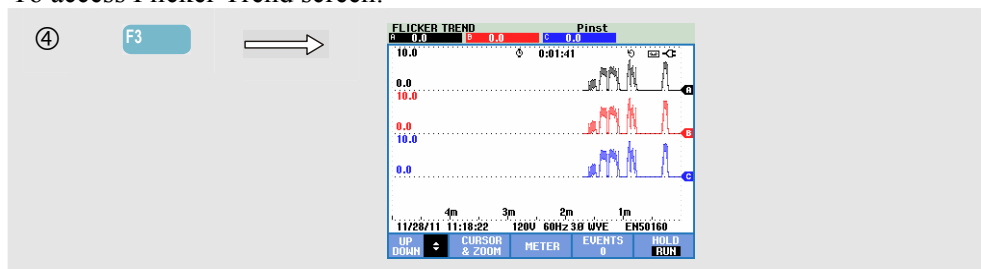 To access Flicker Trend screen:
④ F3
FLICKER TREND Pinst
A 0.0 B 0.0 C 0.0
10.0 0:01:41
0.0
A
10.0
0.0
B
10.0
0.0
C
4m 3m 2m 1m
11/28/11 11:18:22 120V 60Hz 3Ø WYE EN50160
UP DOWN CURSOR & ZOOM METER EVENTS 0 HOLD RUN